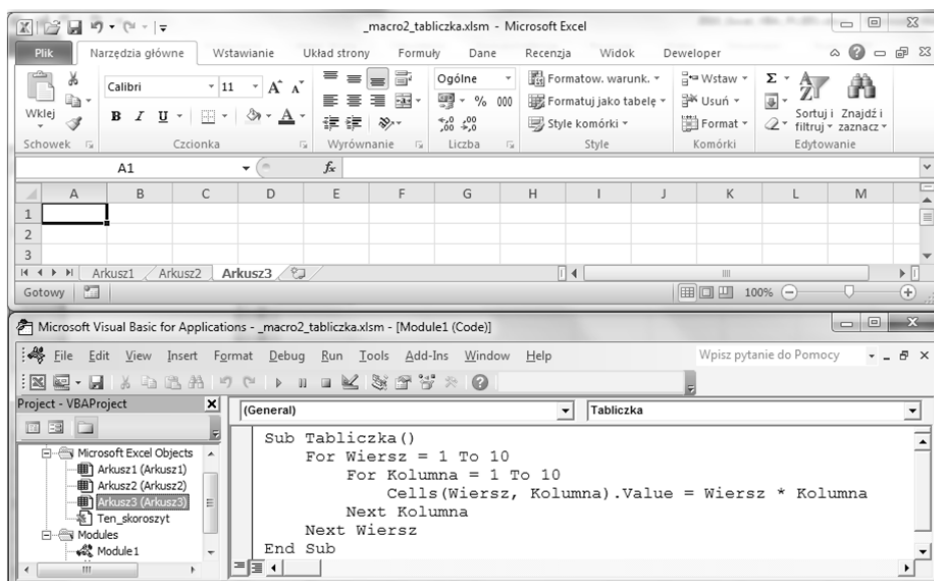 _macro2_tabliczka.xlsm - Microsoft Excel
Plik Narzędzia główne Wstawianie Układ strony Formuły Dane Recenzja Widok Deweloper
Wklej
Calibri 11
B I U A
Ogólne
% 000
Formatow. warunk.
Formatuj jako tabelę
Style komórki
Wstaw
Usuń
Format
Σ
Sortuj i filtruj
Znajdź i zaznacz
Schowek Czcionka Wyrównanie Liczba Style Komórki Edytowanie
A1 fx
A B C D E F G H I J K L M
1
2
3
Arkusz1 Arkusz2 Arkusz3
Gotowy 100%
Microsoft Visual Basic for Applications - _macro2_tabliczka.xlsm - [Module1 (Code)]
File Edit View Insert Format Debug Run Tools Add-Ins Window Help Wpisz pytanie do Pomocy
Project - VBAProject
(General) Tabliczka
Microsoft Excel Objects
Arkusz1 (Arkusz1)
Arkusz2 (Arkusz2)
Arkusz3 (Arkusz3)
Ten_skoroszyt
Modules
Module1
Sub Tabliczka()
For Wiersz = 1 To 10
For Kolumna = 1 To 10
Cells(Wiersz, Kolumna).Value = Wiersz * Kolumna
Next Kolumna
Next Wiersz
End Sub